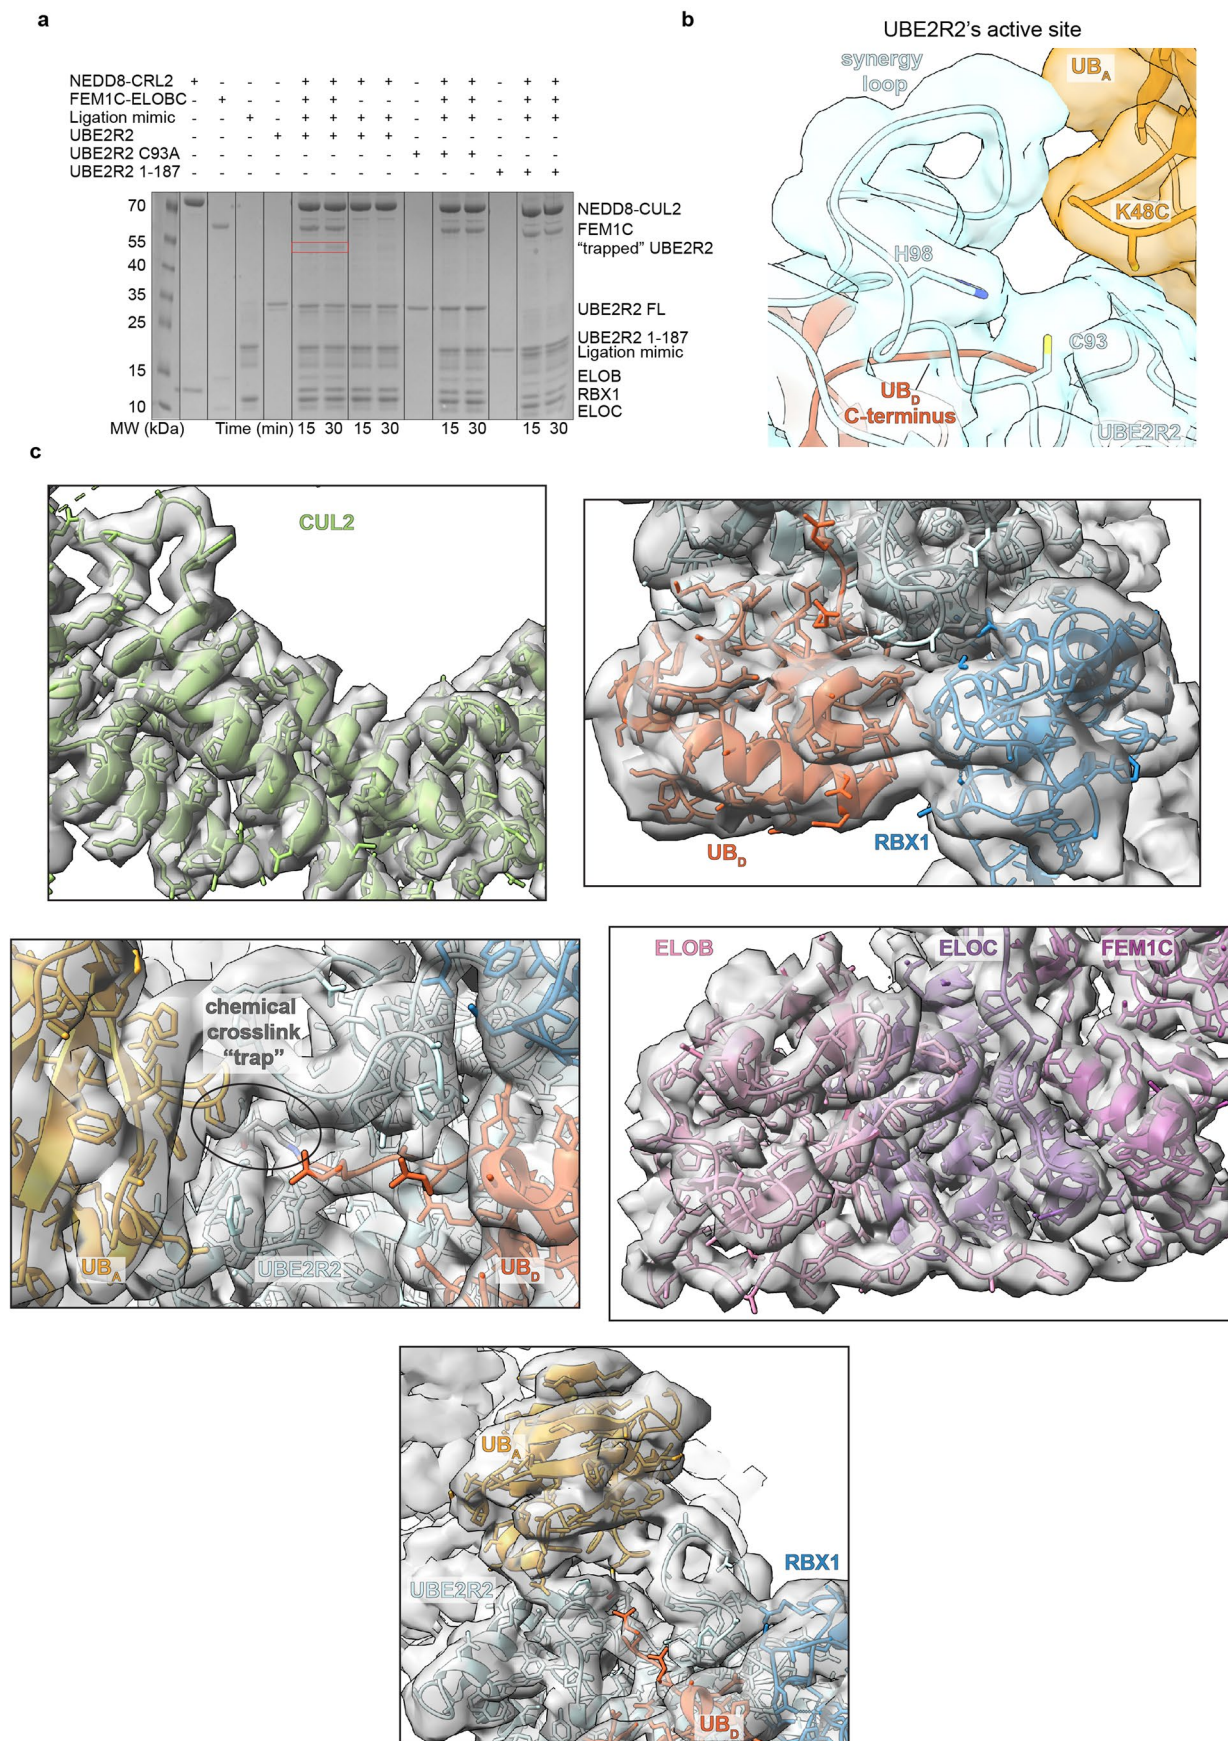 a
NEDD8-CRL2 + - - - + + + + - + + - + +
FEM1C-ELOBC - + - - + + - - - + + - + +
Ligation mimic - - + - + + + + - + + - + +
UBE2R2 - - - + + + + + - - - - - -
UBE2R2 C93A - - - - - - - - + + + - - -
UBE2R2 1-187 - - - - - - - - - - - + + +
70
55
40
35
25
15
10
NEDD8-CUL2
FEM1C
“trapped” UBE2R2
UBE2R2 FL
UBE2R2 1-187
Ligation mimic
ELOB
RBX1
ELOC
MW (kDa) Time (min) 15 30 15 30 15 30 15 30
b
UBE2R2’s active site
synergy
loop
UBA
K48C
H98
C93
UBD
C-terminus
UBE2R2
c
CUL2
UBD
RBX1
chemical
crosslink
“trap”
UBA
UBE2R2
UBD
ELOB
ELOC
FEM1C
UBA
UBE2R2
RBX1
UBD